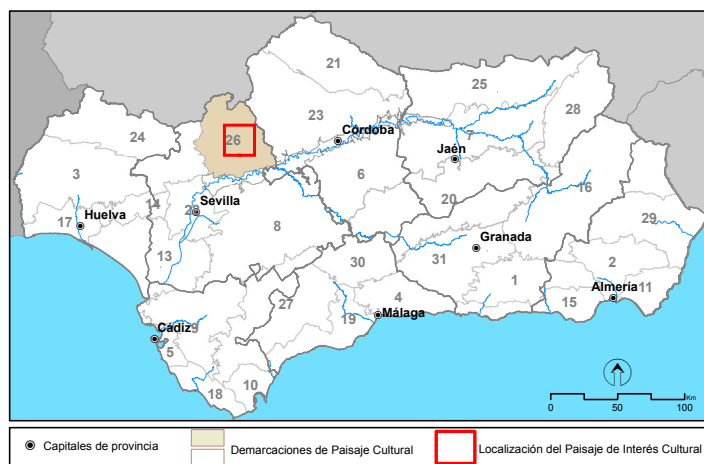 21
25
23
28
Córdoba
7
24
26
Jaén
3
6
16
14
20
Sevilla
17
Huelva
29
8
Granada
31
13
30
2
1
27
Almería
11
4
15
Málaga
Cádiz
9
19
5
10
18
0 50 100 Km
Capitales de provincia
Demarcaciones de Paisaje Cultural
Localización del Paisaje de Interés Cultural